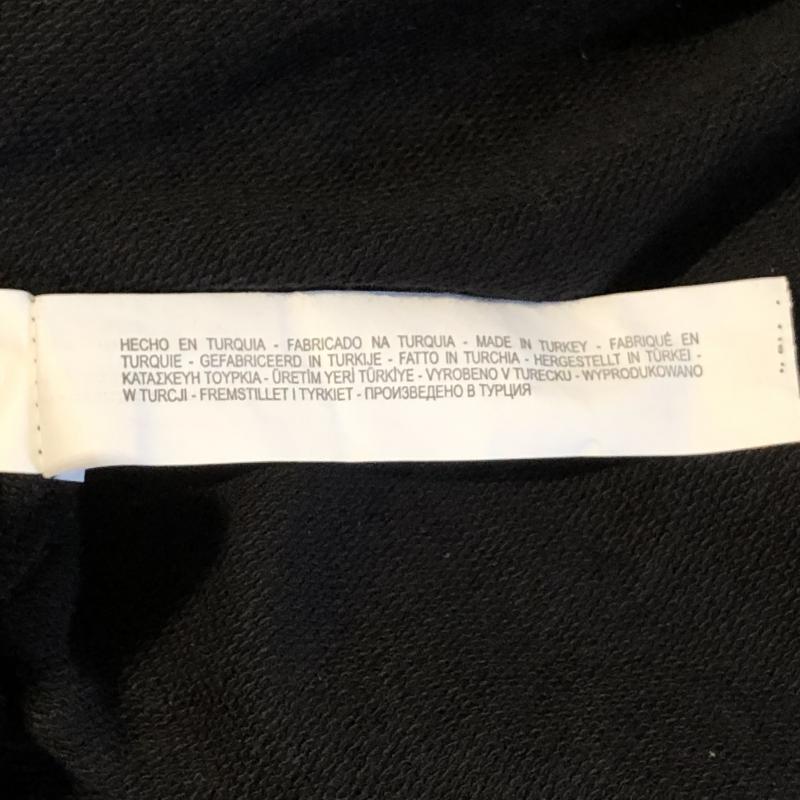 HECHO EN TURQUIA - FABRICADO NA TURQUIA - MADE IN TURKEY - FABRIQUÉ EN
TURQUIE - GEFABRICEERD IN TURKIJE - FATTO IN TURCHIA - HERGESTELLT IN TÜRKEI -
ΚΑΤΑΣΚΕΥΗ ΤΟΥΡΚΙΑ - ÜRETİM YERİ TÜRKİYE - VYROBENO V TURECKU - WYPRODUKOWANO
W TURCJI - FREMSTILLET I TYRKIET - ПРОИЗВЕДЕНО В ТУРЦИЯ